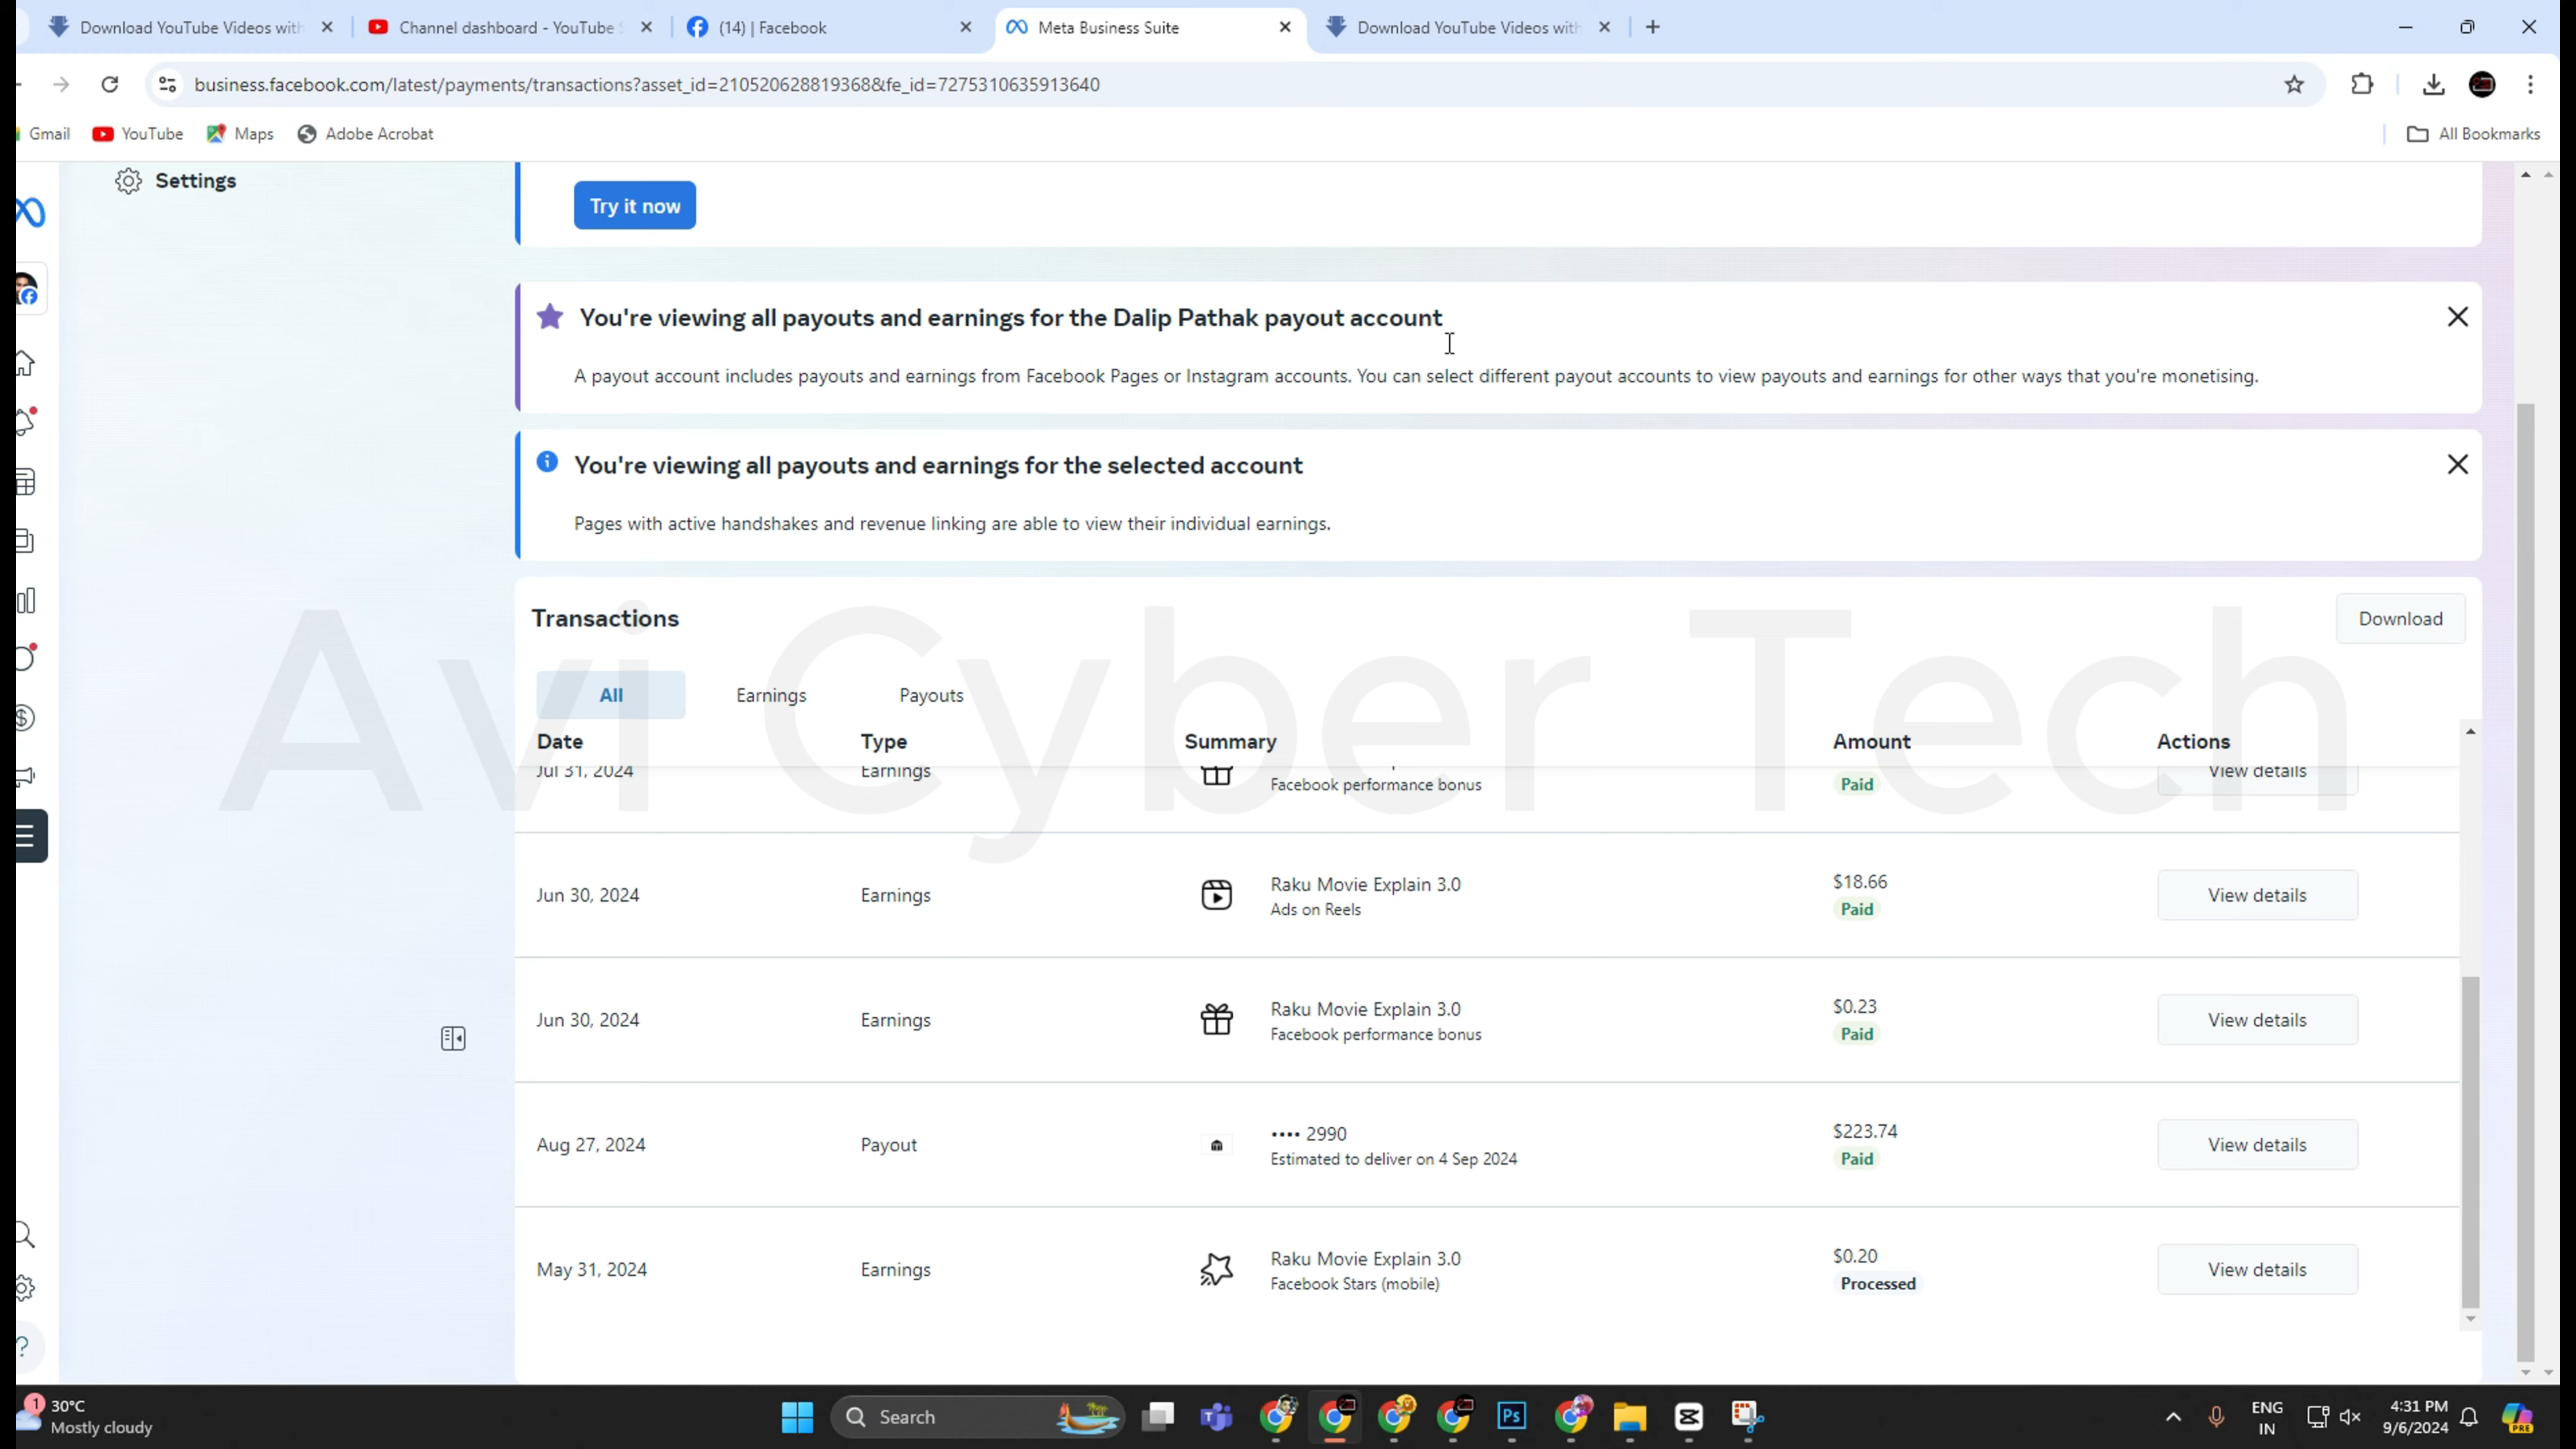 Download YouTube Videos with
Channel dashboard - YouTube S
(14) | Facebook
Meta Business Suite
Download YouTube Videos with
business.facebook.com/latest/payments/transactions?asset_id=210520628819368&fe_id=7275310635913640
Gmail
YouTube
Maps
Adobe Acrobat
All Bookmarks
Settings
Try it now
You're viewing all payouts and earnings for the Dalip Pathak payout account
A payout account includes payouts and earnings from Facebook Pages or Instagram accounts. You can select different payout accounts to view payouts and earnings for other ways that you're monetising.
You're viewing all payouts and earnings for the selected account
Pages with active handshakes and revenue linking are able to view their individual earnings.
Transactions
Download
Avi Cyber Tech
All Earnings Payouts
Date Type Summary Amount Actions
Jul 31, 2024 Earnings View details
Facebook performance bonus Paid
Raku Movie Explain 3.0 $18.66
Jun 30, 2024 Earnings View details
Ads on Reels Paid
Raku Movie Explain 3.0 $0.23
Jun 30, 2024 Earnings View details
Facebook performance bonus Paid
•••• 2990 $223.74
Aug 27, 2024 Payout View details
Estimated to deliver on 4 Sep 2024 Paid
Raku Movie Explain 3.0 $0.20
May 31, 2024 Earnings View details
Facebook Stars (mobile) Processed
1
30°C
Mostly cloudy
Search
Ps
ENG
IN
4:31 PM
9/6/2024
PRE